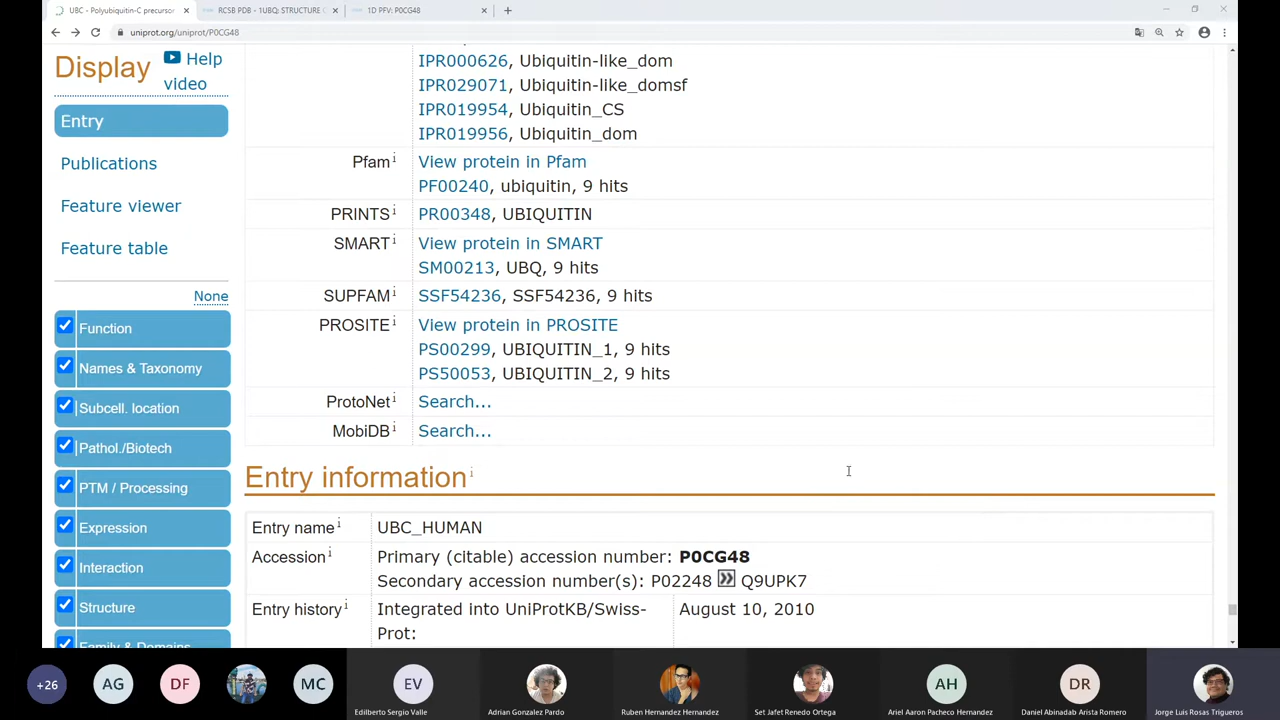 UBC - Polyubiquitin-C precursor
RCSB PDB - 1UBQ: STRUCTURE
1D PFV: P0CG48
uniprot.org/uniprot/P0CG48
Display
Help video
Entry
Publications
Feature viewer
Feature table
None
Function
Names & Taxonomy
Subcell. location
Pathol./Biotech
PTM / Processing
Expression
Interaction
Structure
Family & Domains
IPR000626, Ubiquitin-like_dom
IPR029071, Ubiquitin-like_domsf
IPR019954, Ubiquitin_CS
IPR019956, Ubiquitin_dom
Pfam i View protein in Pfam
PF00240, ubiquitin, 9 hits
PRINTS i PR00348, UBIQUITIN
SMART i View protein in SMART
SM00213, UBQ, 9 hits
SUPFAM i SSF54236, SSF54236, 9 hits
PROSITE i View protein in PROSITE
PS00299, UBIQUITIN_1, 9 hits
PS50053, UBIQUITIN_2, 9 hits
ProtoNet i Search...
MobiDB i Search...
Entry information i
Entry name i UBC_HUMAN
Accession i Primary (citable) accession number: P0CG48
Secondary accession number(s): P02248 Q9UPK7
Entry history i Integrated into UniProtKB/Swiss- August 10, 2010
Prot:
+26
AG
DF
MC
EV
AH
DR
Edilberto Sergio Valle
Adrian Gonzalez Pardo
Ruben Hernandez Hernandez
Set Jafet Renedo Ortega
Ariel Aaron Pacheco Hernandez
Daniel Abinadab Arista Romero
Jorge Luis Rosas Trigueros